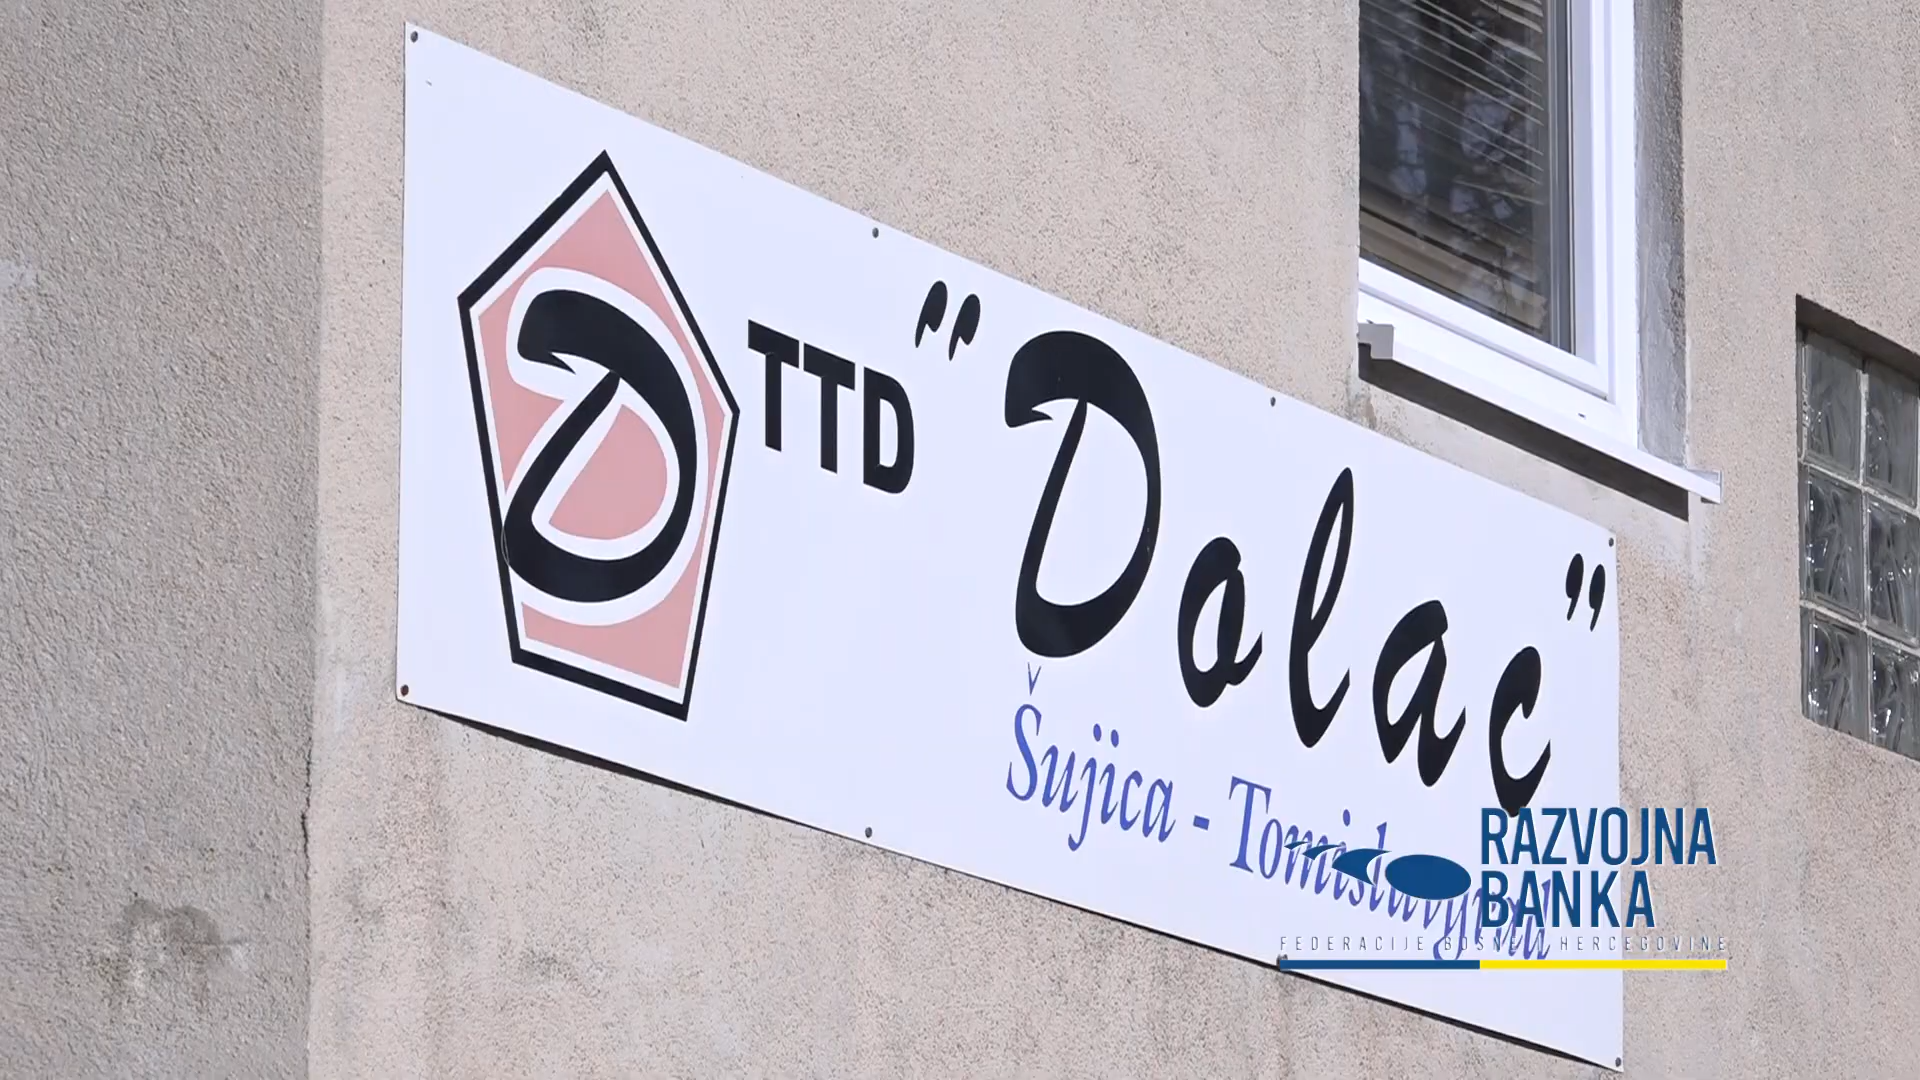 D TTD "Dolac"
Šujica - Tomislavgrad
RAZVOJNA
BANKA
FEDERACIJE BOSNE I HERCEGOVINE